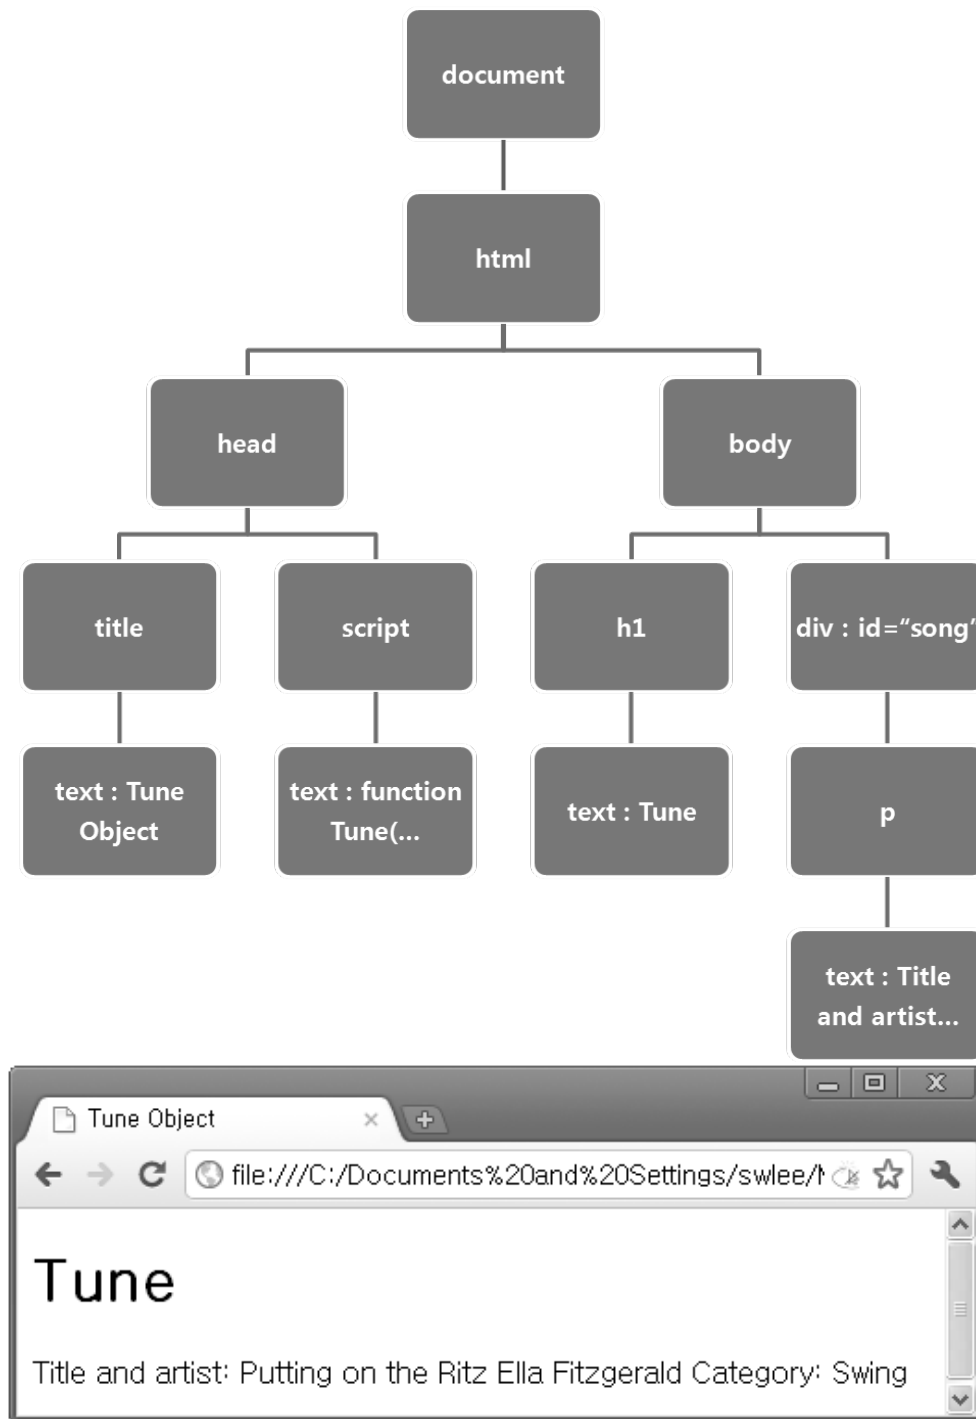 document
html
head
body
title
script
h1
div : id=“song”
text : Tune
Object
text : function
Tune(...
text : Tune
p
text : Title
and artist...
Tune Object
file:///C:/Documents%20and%20Settings/swlee/M
Tune
Title and artist: Putting on the Ritz Ella Fitzgerald Category: Swing